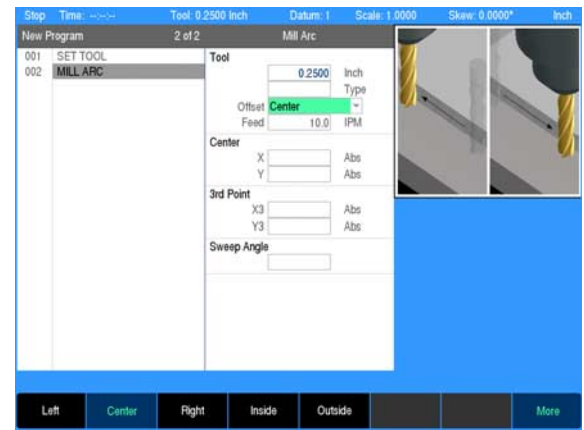 Stop Time: --:--:-- Tool: 0.2500 Inch Datum: 1 Scale: 1.0000 Skew: 0.0000° Inch
New Program 2 of 2 Mill Arc
001 SET TOOL
002 MILL ARC
Tool
0.2500 Inch
Type
Offset Center
Feed 10.0 IPM
Center
X Abs
Y Abs
3rd Point
X3 Abs
Y3 Abs
Sweep Angle
Left Center Right Inside Outside More